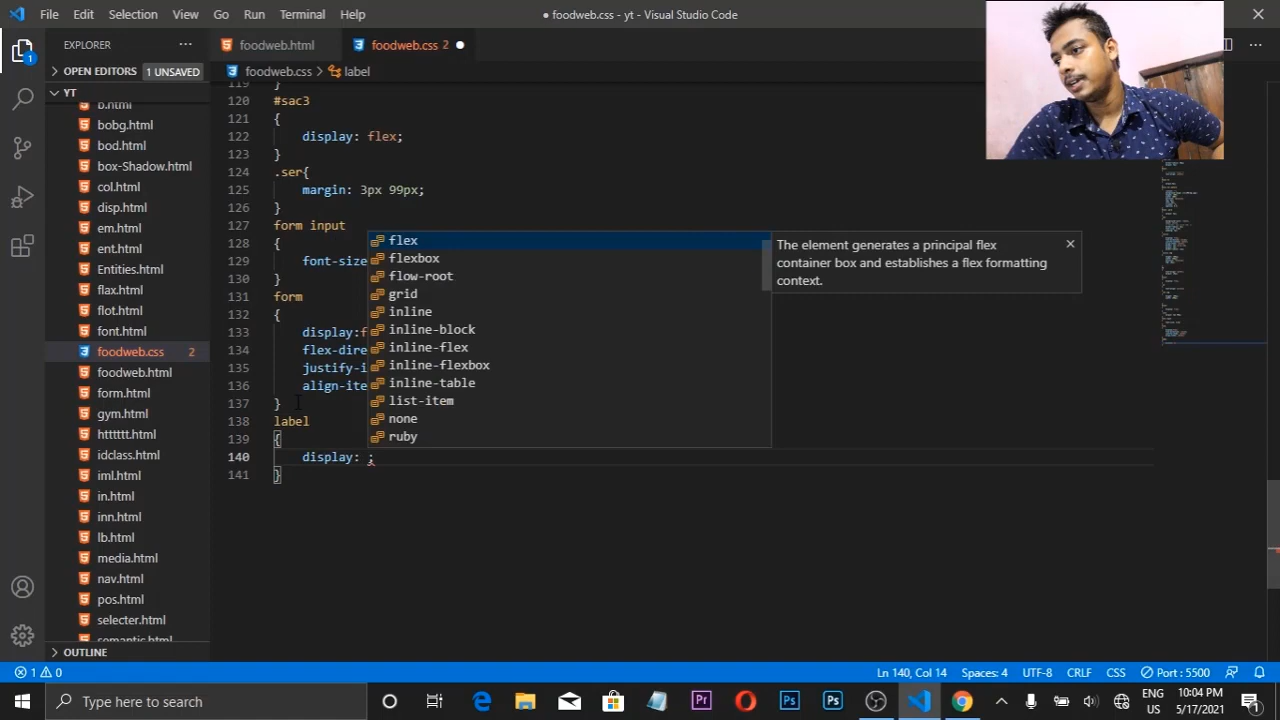 File Edit Selection View Go Run Terminal Help
● foodweb.css - yt - Visual Studio Code
EXPLORER
foodweb.html
foodweb.css 2 ●
OPEN EDITORS 1 UNSAVED
foodweb.css > label
YT
b.html
bobg.html
bod.html
box-Shadow.html
col.html
disp.html
em.html
ent.html
Entities.html
flax.html
flot.html
font.html
foodweb.css 2
foodweb.html
form.html
gym.html
httttttt.html
idclass.html
iml.html
in.html
inn.html
lb.html
media.html
nav.html
pos.html
selecter.html
semantic.html
OUTLINE
119 }
120 #sac3
121 {
122 display: flex;
123 }
124 .ser{
125 margin: 3px 99px;
126 }
127 form input
128 {
129 font-size
130 }
131 form
132 {
133 display:f
134 flex-dire
135 justify-i
136 align-ite
137 }
138 label
139 {
140 display: ;
141 }
flex
flexbox
flow-root
grid
inline
inline-block
inline-flex
inline-flexbox
inline-table
list-item
none
ruby
The element generates a principal flex
container box and establishes a flex formatting
context.
1
1 0
Ln 140, Col 14 Spaces: 4 UTF-8 CRLF CSS Port : 5500
Type here to search
ENG
US
10:04 PM
5/17/2021
1